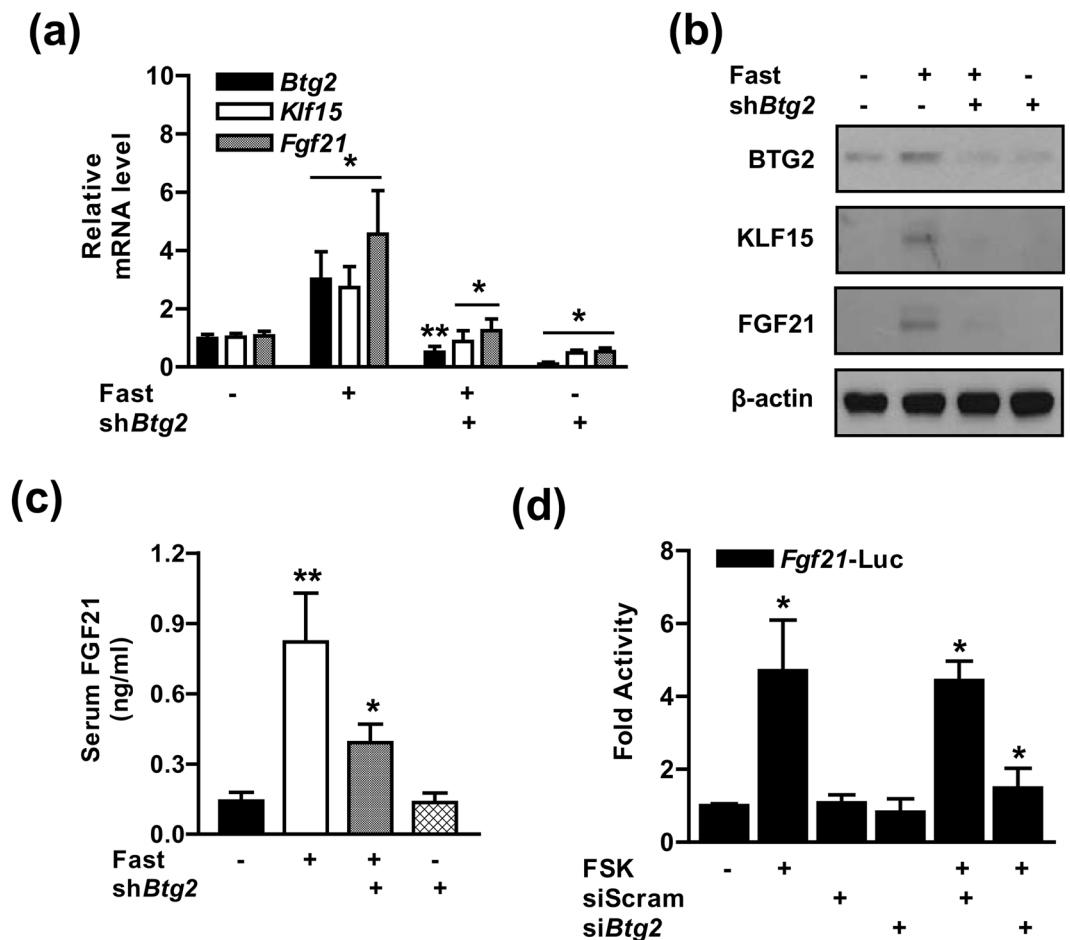 (a)
10
8
6
4
2
0
Relative
mRNA level
Btg2
Klf15
Fgf21
*
**
*
*
Fast - + + -
shBtg2 + +
(b)
Fast - + + -
shBtg2 - - + +
BTG2
KLF15
FGF21
β-actin
(c)
1.2
0.9
0.6
0.3
0.0
Serum FGF21
(ng/ml)
**
*
Fast - + + -
shBtg2 + +
(d)
8
6
4
2
0
Fold Activity
Fgf21-Luc
*
*
*
FSK - + + +
siScram + +
siBtg2 + +